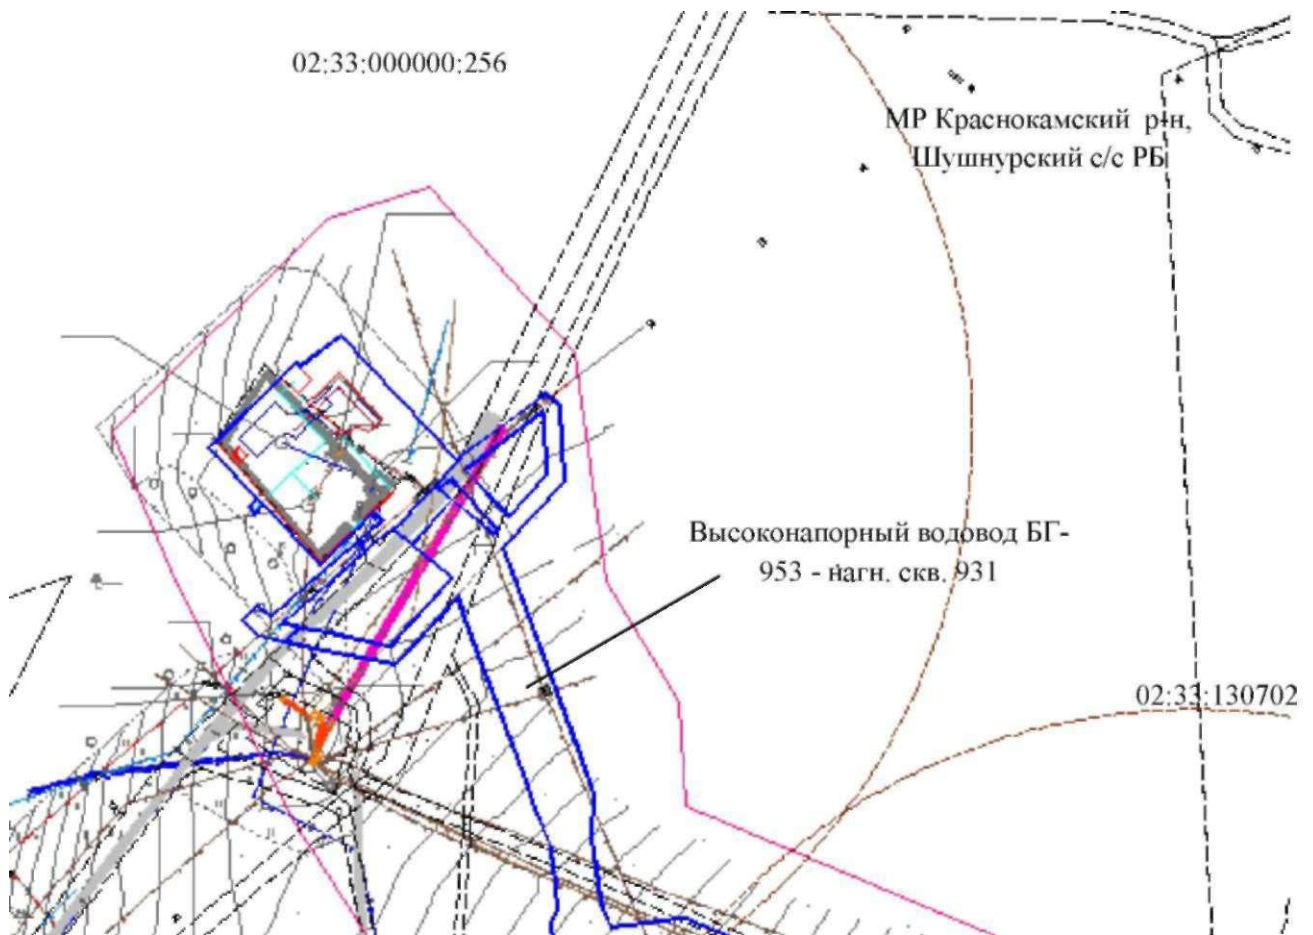 02:33:000000:256
МР Краснокамский р-н,
Шушнурский с/с РБ
Высоконапорный водовод БГ-
953 - нагн. скв. 931
02:33:130702